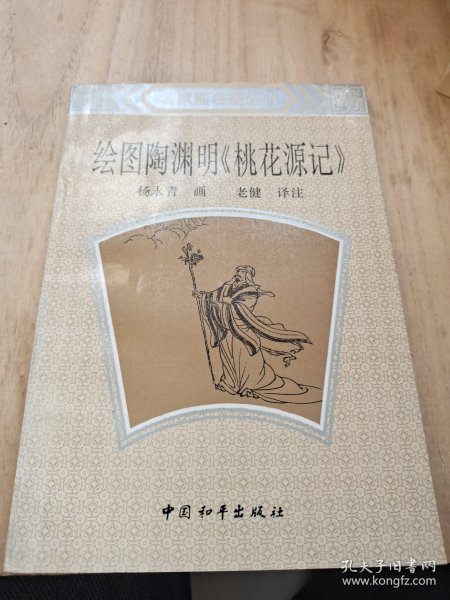 绘图陶渊明《桃花源记》
杨永青 画 老健 译注
中国和平出版社
孔夫子旧书网
www.kongfz.com